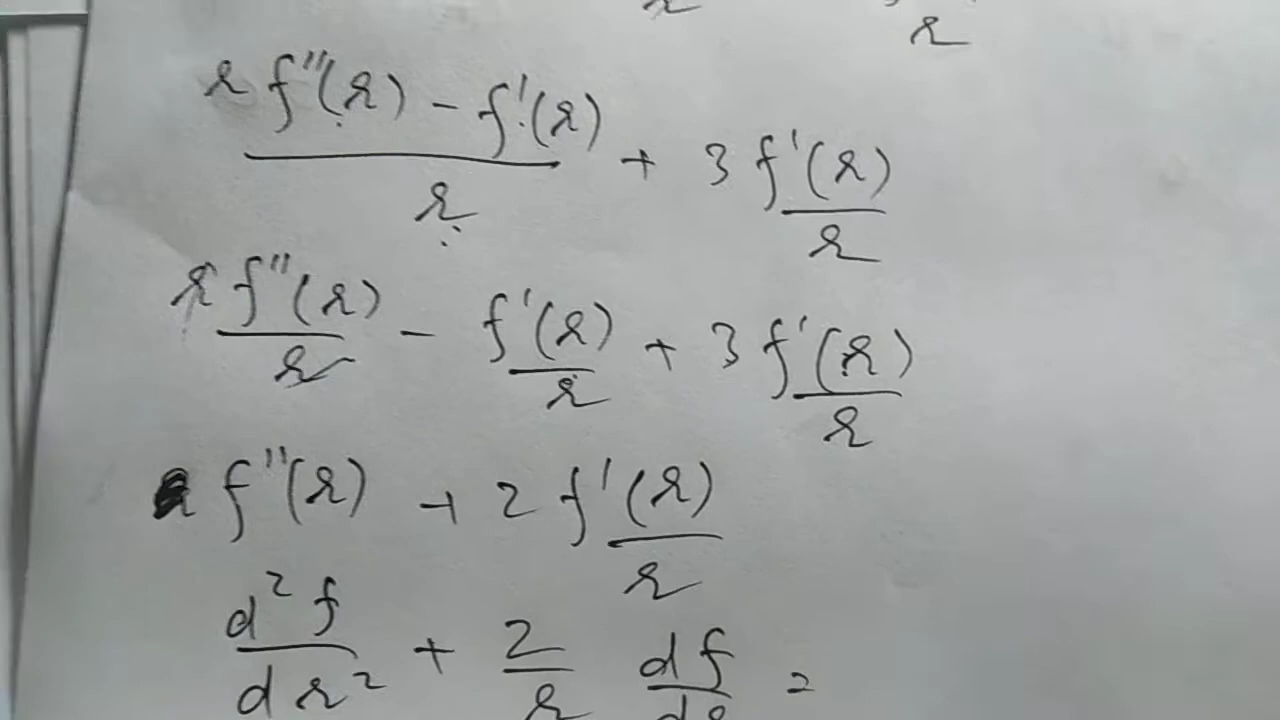 r r
r f''(r) - f'(r) / r + 3 f'(r) / r
r f''(r) / r - f'(r) / r + 3 f'(r) / r
f''(r) + 2 f'(r) / r
d²f / dr² + 2 / r df / dr =